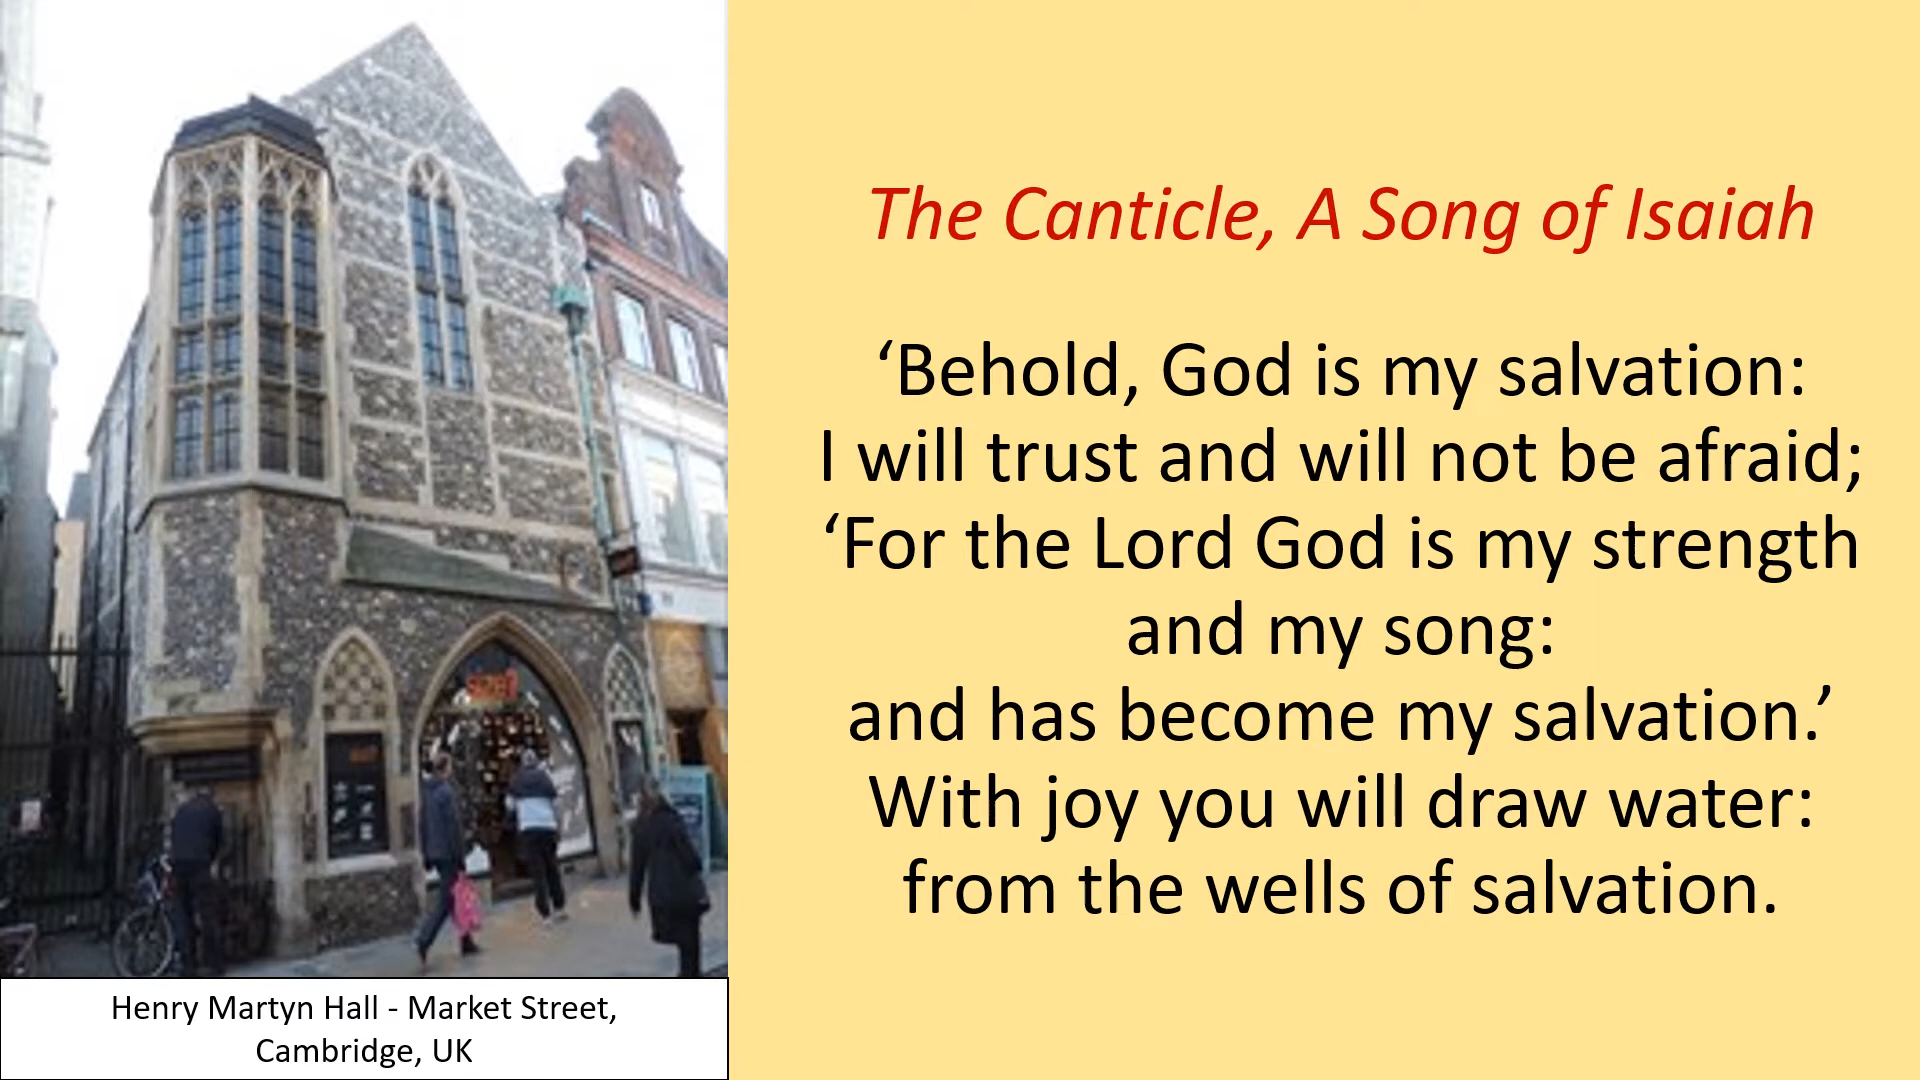 The Canticle, A Song of Isaiah
‘Behold, God is my salvation:
I will trust and will not be afraid;
‘For the Lord God is my strength
and my song:
and has become my salvation.’
With joy you will draw water:
from the wells of salvation.
size?
Henry Martyn Hall - Market Street,
Cambridge, UK